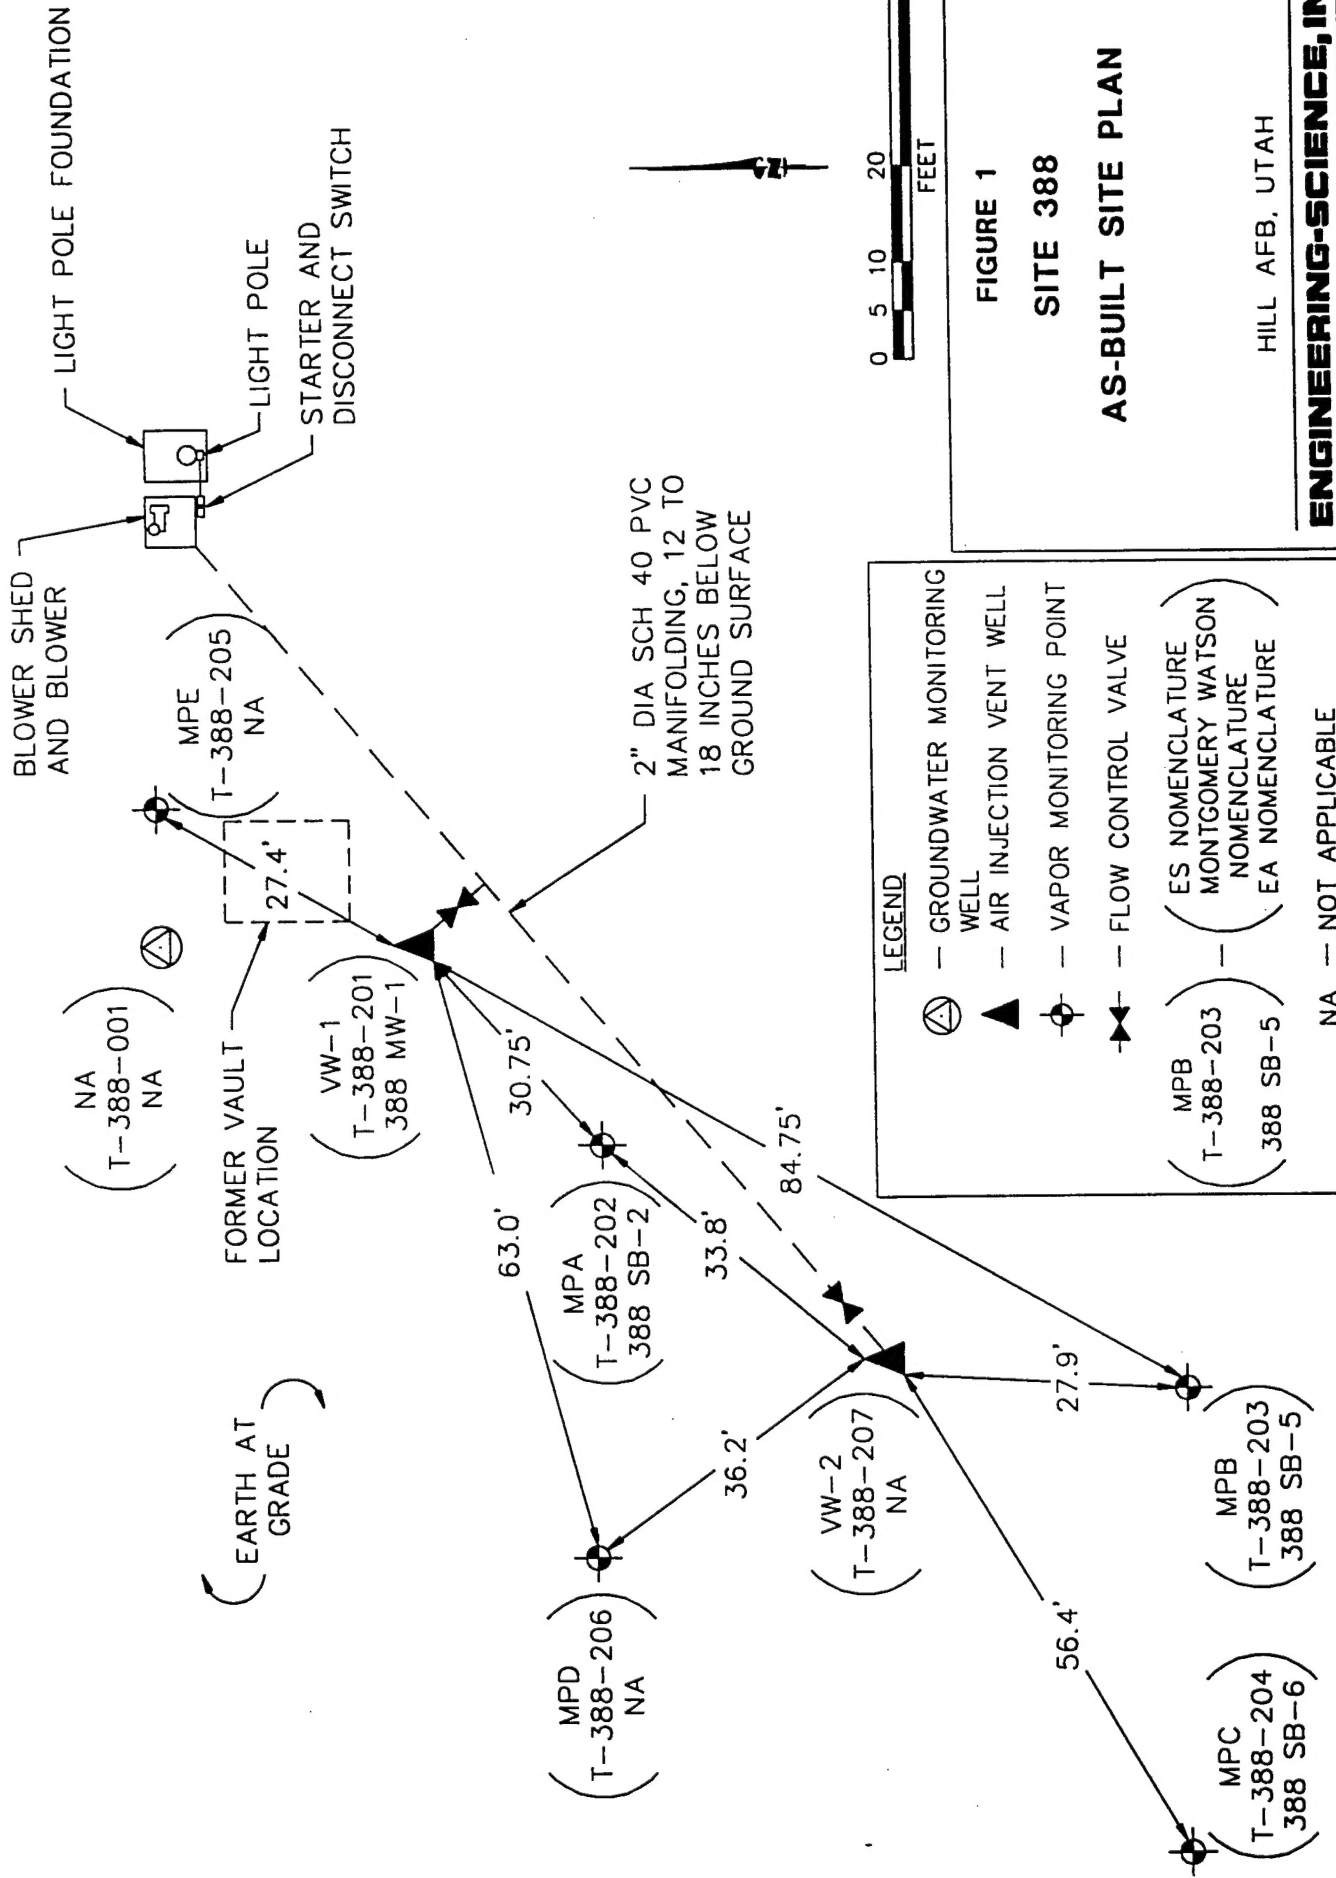 BLOWER SHED
AND BLOWER
LIGHT POLE FOUNDATION
LIGHT POLE
STARTER AND
DISCONNECT SWITCH
NA
T-388-001
NA
MPE
T-388-205
NA
FORMER VAULT
LOCATION
27.4'
VW-1
T-388-201
388 MW-1
EARTH AT
GRADE
63.0'
30.75'
2" DIA SCH 40 PVC
MANIFOLDING, 12 TO
18 INCHES BELOW
GROUND SURFACE
MPD
T-388-206
NA
MPA
T-388-202
388 SB-2
33.8'
36.2'
84.75'
VW-2
T-388-207
NA
27.9'
56.4'
MPC
T-388-204
388 SB-6
MPB
T-388-203
388 SB-5
LEGEND
— GROUNDWATER MONITORING
WELL
— AIR INJECTION VENT WELL
— VAPOR MONITORING POINT
— FLOW CONTROL VALVE
MPB
T-388-203
388 SB-5
—
ES NOMENCLATURE
MONTGOMERY WATSON
NOMENCLATURE
EA NOMENCLATURE
NA — NOT APPLICABLE
N
0 5 10 20
FEET
FIGURE 1
SITE 388
AS-BUILT SITE PLAN
HILL AFB, UTAH
ENGINEERING-SCIENCE, IN